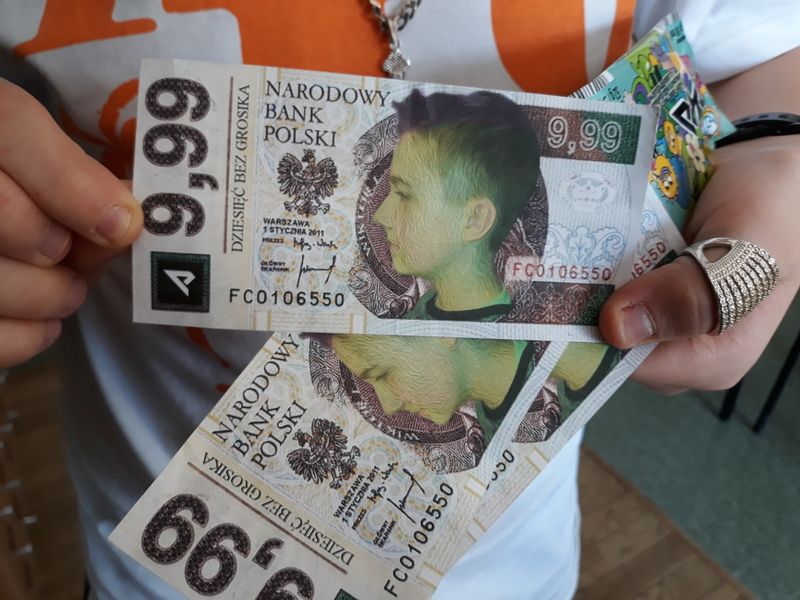 9,99
DZIESIĘĆ BEZ GROSIKA
NARODOWY
BANK
POLSKI
WARSZAWA
1 STYCZNIA 2011
PREZES
GŁÓWNY
SKARBNIK
FC0106550
9,99
FC0106550
NARODOWY
BANK
POLSKI
WARSZAWA
1 STYCZNIA 2011
DZIESIĘĆ BEZ GROSIKA
9,99
FC0106550
50